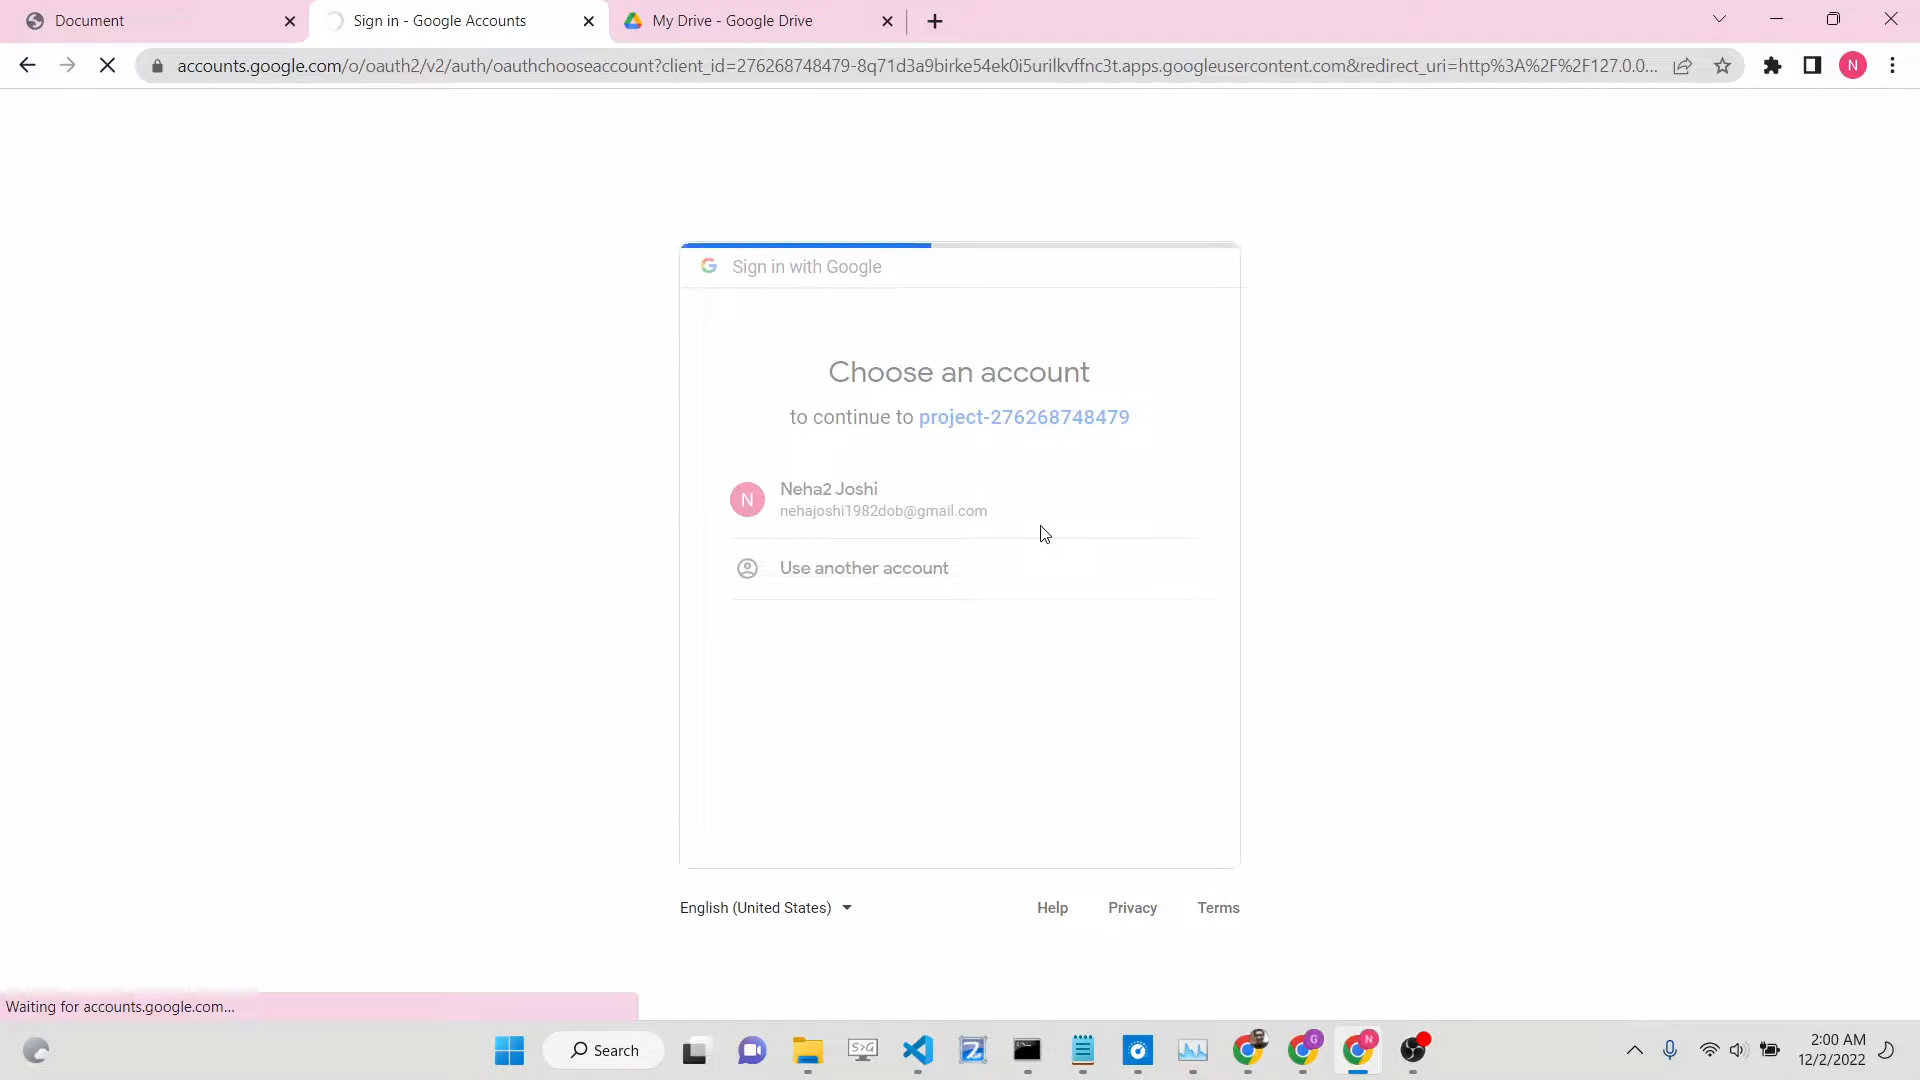 Document
Sign in - Google Accounts
My Drive - Google Drive
accounts.google.com/o/oauth2/v2/auth/oauthchooseaccount?client_id=276268748479-8q71d3a9birke54ek0i5urilkvffnc3t.apps.googleusercontent.com&redirect_uri=http%3A%2F%2F127.0.0...
N
Sign in with Google
Choose an account
to continue to project-276268748479
N
Neha2 Joshi
nehajoshi1982dob@gmail.com
Use another account
English (United States)
Help
Privacy
Terms
Waiting for accounts.google.com...
Search
S>G
G
N
2:00 AM
12/2/2022